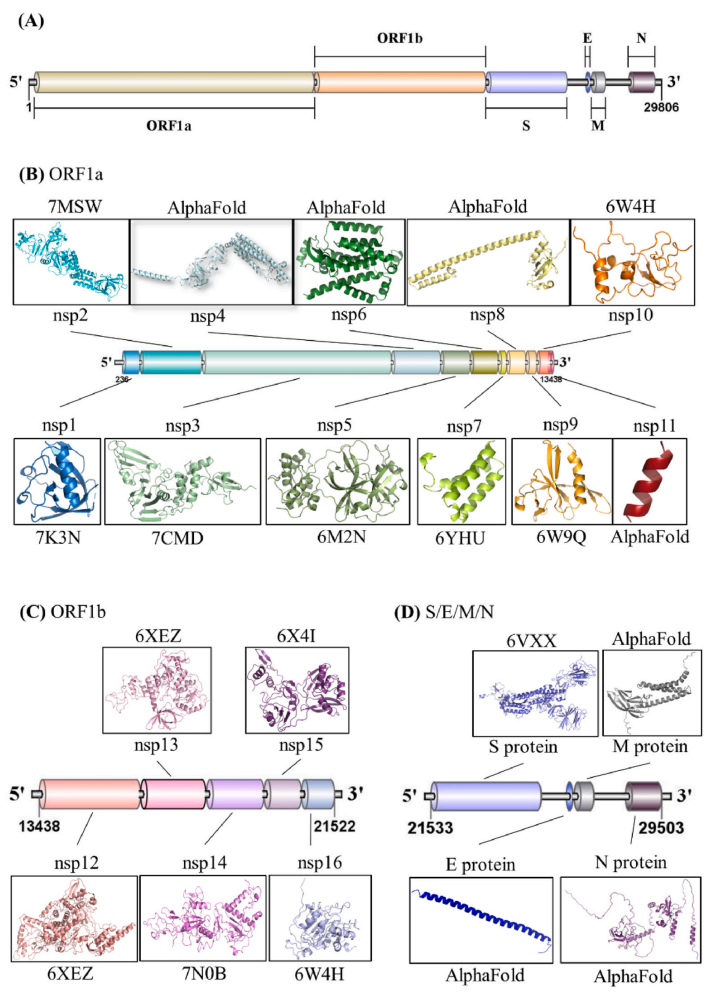 (A)
ORF1b
E
N
5'
3'
1
29806
ORF1a
S
M
(B) ORF1a
7MSW
AlphaFold
AlphaFold
AlphaFold
6W4H
nsp2
nsp4
nsp6
nsp8
nsp10
5'
3'
236
13438
nsp1
nsp3
nsp5
nsp7
nsp9
nsp11
7K3N
7CMD
6M2N
6YHU
6W9Q
AlphaFold
(C) ORF1b
6XEZ
6X4I
nsp13
nsp15
5'
3'
13438
21522
nsp12
nsp14
nsp16
6XEZ
7N0B
6W4H
(D) S/E/M/N
6VXX
AlphaFold
S protein
M protein
5'
3'
21533
29503
E protein
N protein
AlphaFold
AlphaFold